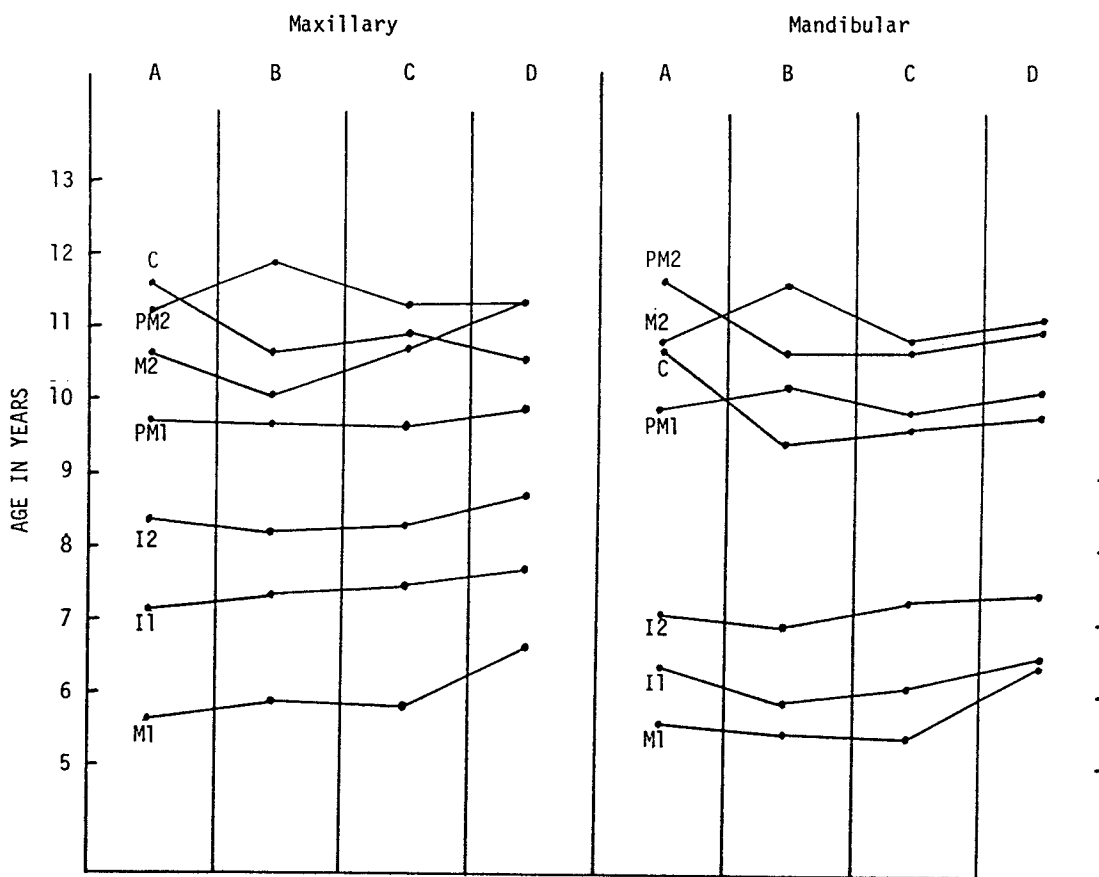 Maxillary Mandibular
A B C D A B C D
13
12
11
10
9
8
7
6
5
AGE IN YEARS
C
PM2
M2
PM1
I2
I1
M1
PM2
M2
C
PM1
I2
I1
M1